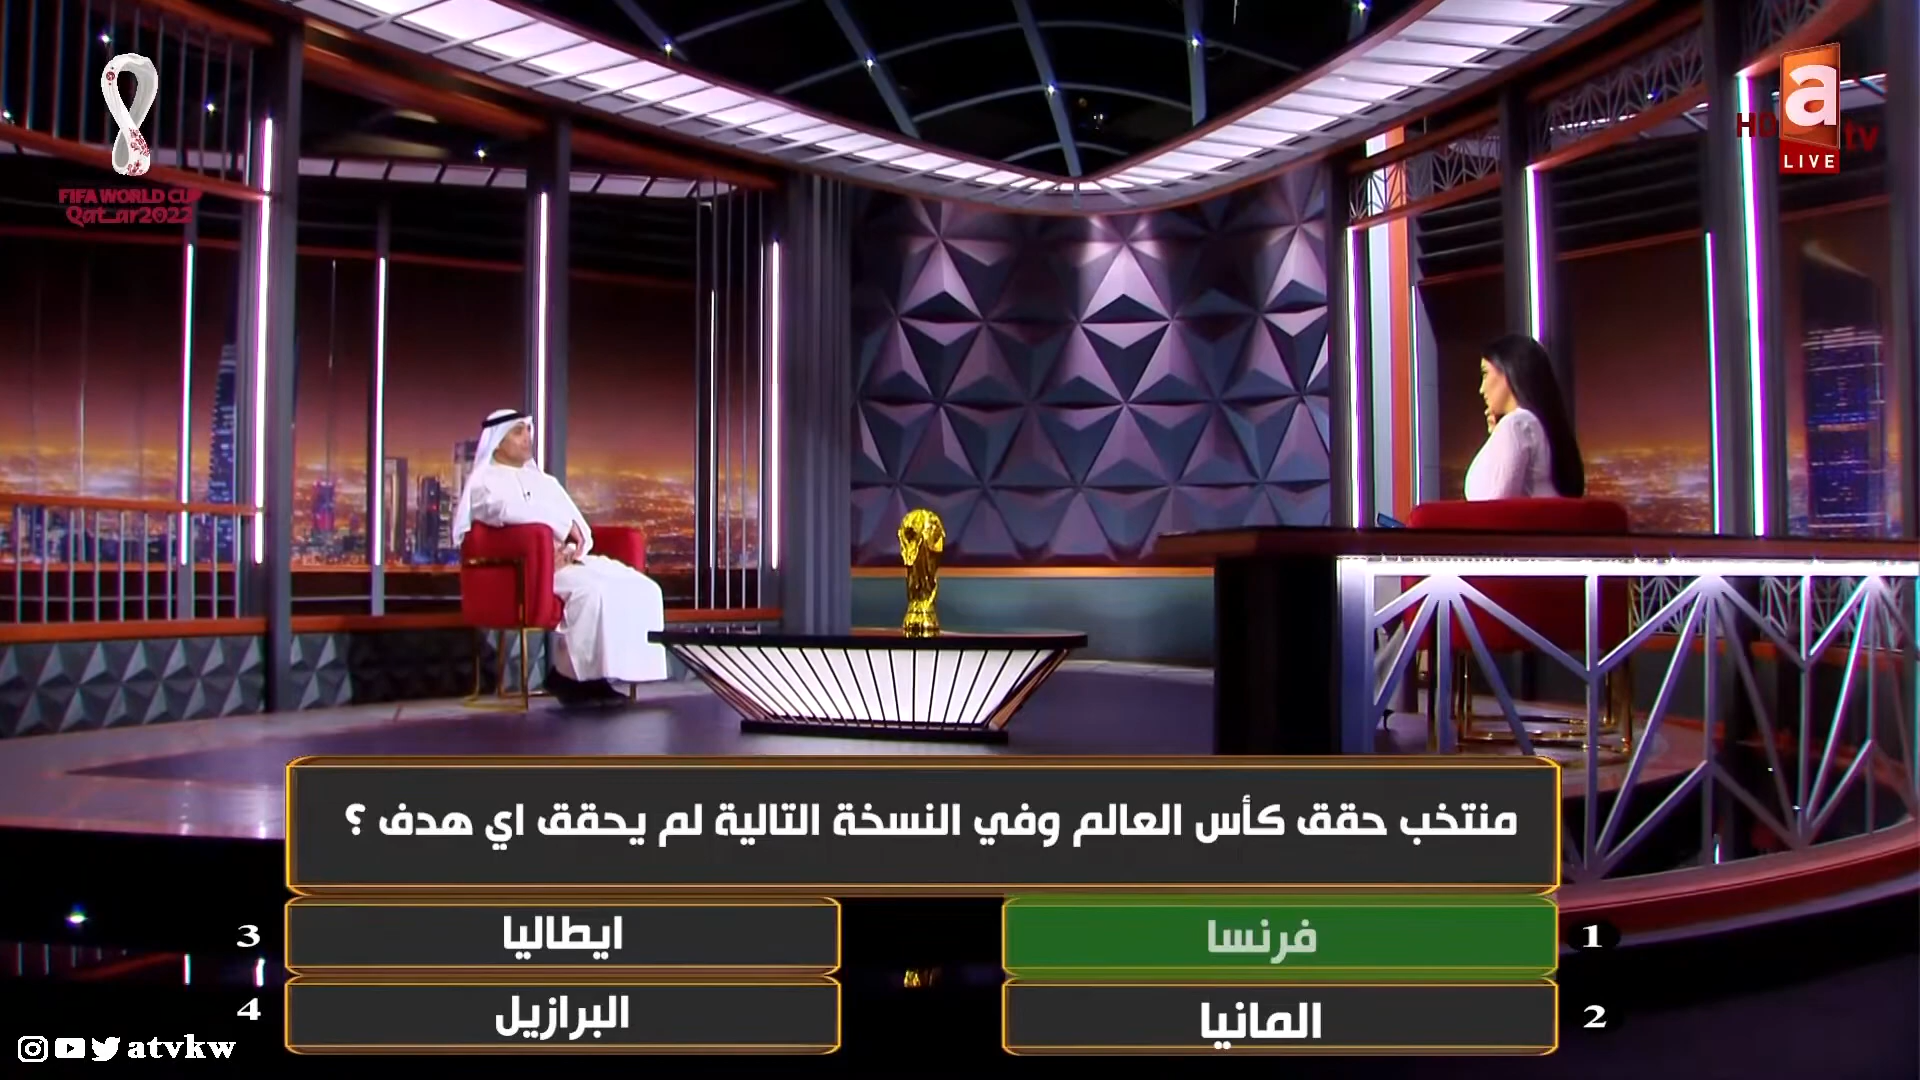 FIFA WORLD CUP
Qatar2022
HD a tv
LIVE
منتخب حقق كأس العالم وفي النسخة التالية لم يحقق اي هدف ؟
1 فرنسا
2 المانيا
3 ايطاليا
4 البرازيل
atvkw